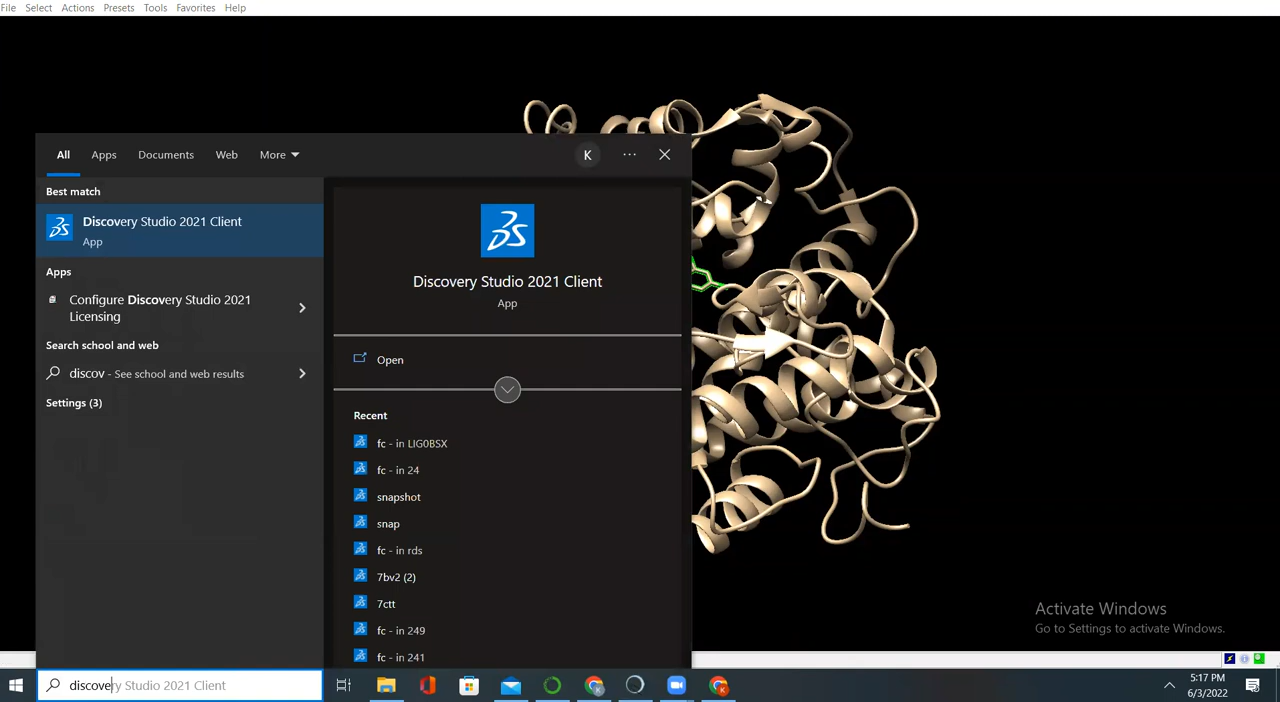 File Select Actions Presets Tools Favorites Help
All Apps Documents Web More K ...
Best match
Discovery Studio 2021 Client
App
Apps
Configure Discovery Studio 2021
Licensing
Search school and web
discov - See school and web results
Settings (3)
DS
Discovery Studio 2021 Client
App
Open
Recent
fc - in LIG0BSX
fc - in 24
snapshot
snap
fc - in rds
7bv2 (2)
7ctt
fc - in 249
fc - in 241
Activate Windows
Go to Settings to activate Windows.
discovery Studio 2021 Client
5:17 PM
6/3/2022